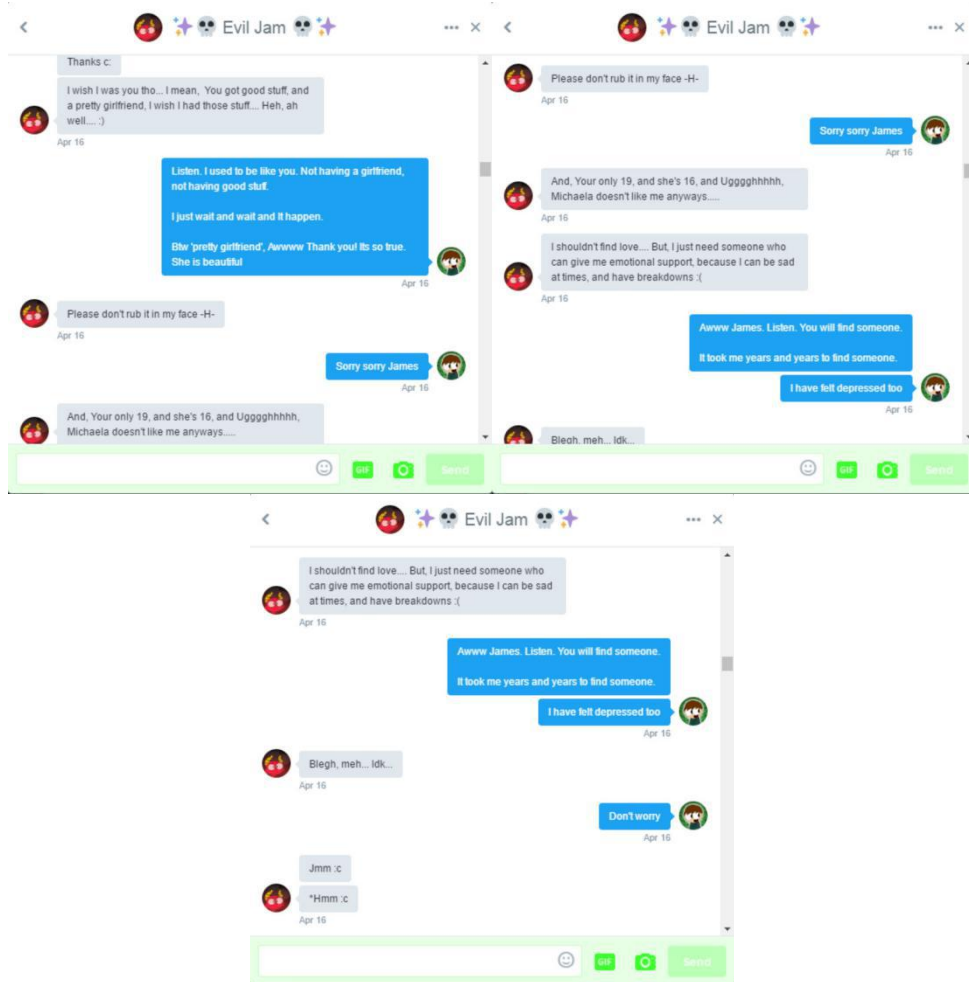 Evil Jam
Thanks c:
I wish I was you tho... I mean, You got good stuff, and
a pretty girlfriend, I wish I had those stuff.... Heh, ah
well.... :)
Apr 16
Listen. I used to be like you. Not having a girlfriend,
not having good stuf.
I just wait and wait and It happen.
Btw 'pretty girlfriend', Awwww Thank you! Its so true.
She is beautiful
Apr 16
Please don't rub it in my face -H-
Apr 16
Sorry sorry James
Apr 16
And, Your only 19, and she's 16, and Ugggghhhhh,
Michaela doesn't like me anyways.....
GIF
Send
Evil Jam
Please don't rub it in my face -H-
Apr 16
Sorry sorry James
Apr 16
And, Your only 19, and she's 16, and Ugggghhhhh,
Michaela doesn't like me anyways.....
Apr 16
I shouldn't find love.... But, I just need someone who
can give me emotional support, because I can be sad
at times, and have breakdowns :(
Apr 16
Awww James. Listen. You will find someone.
It took me years and years to find someone.
I have felt depressed too
Apr 16
Blegh, meh... Idk...
GIF
Send
Evil Jam
I shouldn't find love.... But, I just need someone who
can give me emotional support, because I can be sad
at times, and have breakdowns :(
Apr 16
Awww James. Listen. You will find someone.
It took me years and years to find someone.
I have felt depressed too
Apr 16
Blegh, meh... Idk...
Apr 16
Don't worry
Apr 16
Jmm :c
*Hmm :c
Apr 16
GIF
Send